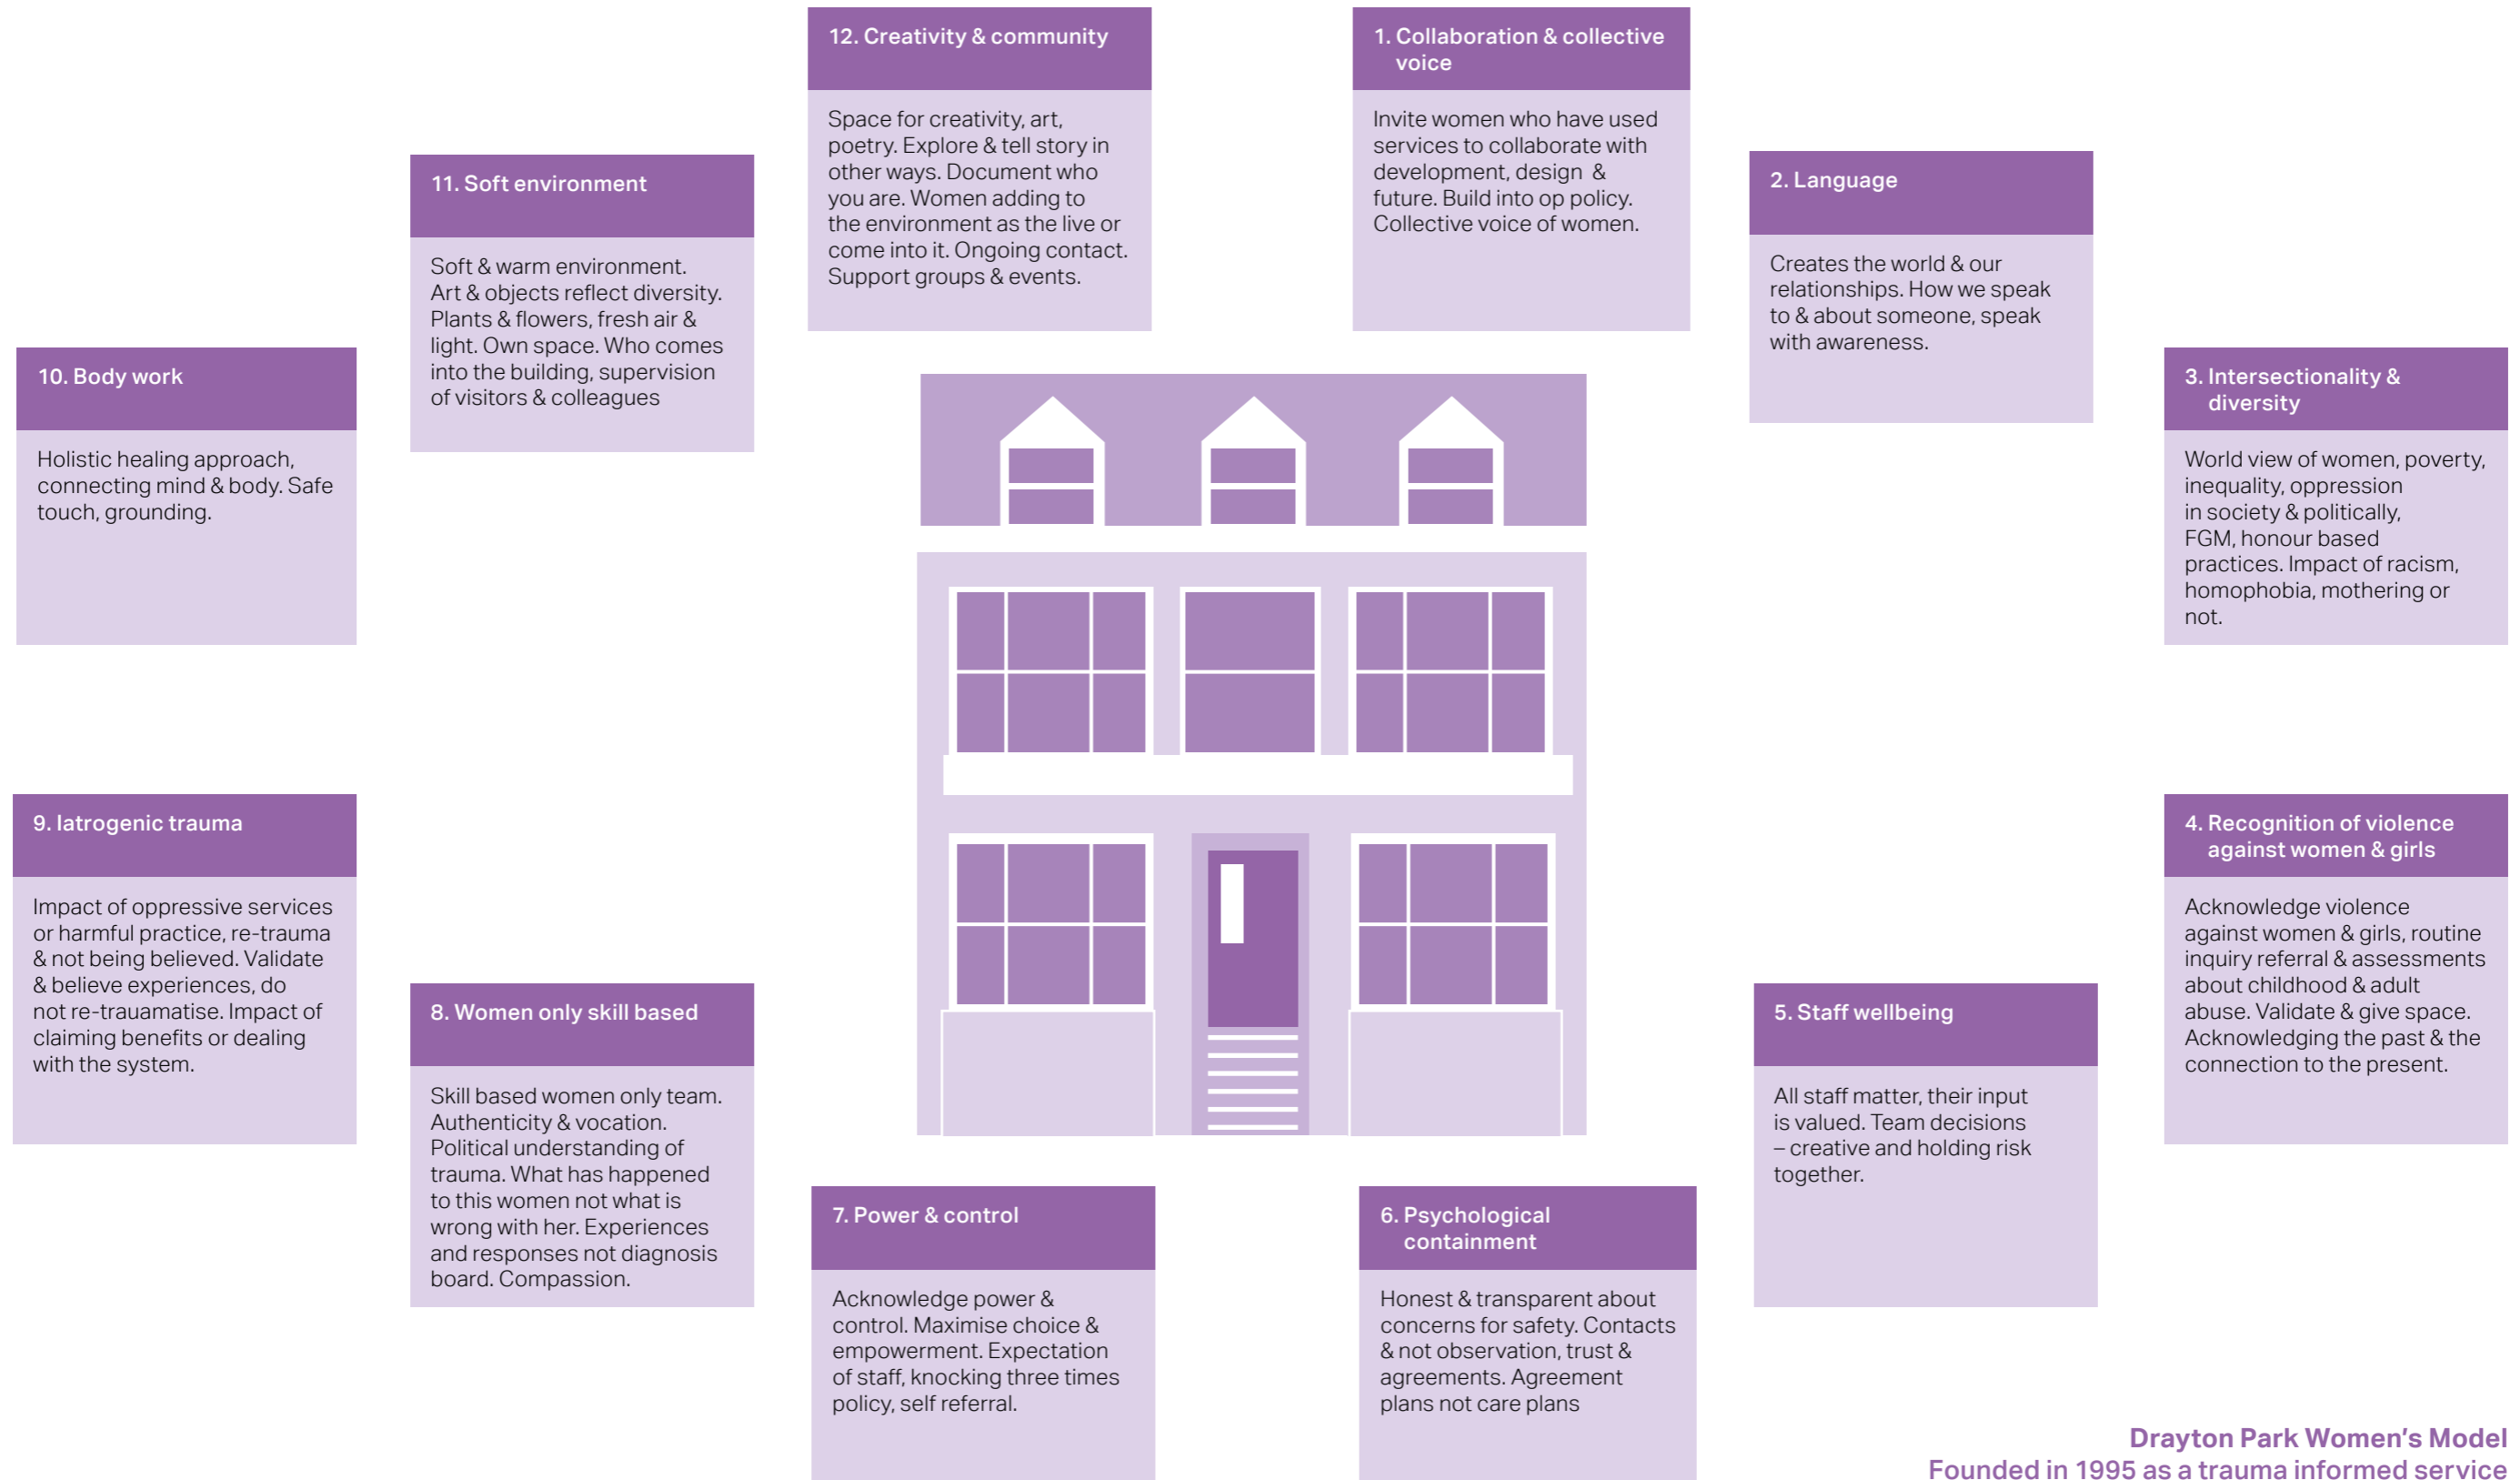 12. Creativity & community
Space for creativity, art,
poetry. Explore & tell story in
other ways. Document who
you are. Women adding to
the environment as the live or
come into it. Ongoing contact.
Support groups & events.
1. Collaboration & collective
voice
Invite women who have used
services to collaborate with
development, design &
future. Build into op policy.
Collective voice of women.
2. Language
Creates the world & our
relationships. How we speak
to & about someone, speak
with awareness.
3. Intersectionality &
diversity
World view of women, poverty,
inequality, oppression
in society & politically,
FGM, honour based
practices. Impact of racism,
homophobia, mothering or
not.
4. Recognition of violence
against women & girls
Acknowledge violence
against women & girls, routine
inquiry referral & assessments
about childhood & adult
abuse. Validate & give space.
Acknowledging the past & the
connection to the present.
5. Staff wellbeing
All staff matter, their input
is valued. Team decisions
– creative and holding risk
together.
6. Psychological
containment
Honest & transparent about
concerns for safety. Contacts
& not observation, trust &
agreements. Agreement
plans not care plans
7. Power & control
Acknowledge power &
control. Maximise choice &
empowerment. Expectation
of staff, knocking three times
policy, self referral.
8. Women only skill based
Skill based women only team.
Authenticity & vocation.
Political understanding of
trauma. What has happened
to this women not what is
wrong with her. Experiences
and responses not diagnosis
board. Compassion.
9. Iatrogenic trauma
Impact of oppressive services
or harmful practice, re-trauma
& not being believed. Validate
& believe experiences, do
not re-trauamatise. Impact of
claiming benefits or dealing
with the system.
10. Body work
Holistic healing approach,
connecting mind & body. Safe
touch, grounding.
11. Soft environment
Soft & warm environment.
Art & objects reflect diversity.
Plants & flowers, fresh air &
light. Own space. Who comes
into the building, supervision
of visitors & colleagues
Drayton Park Women's Model
Founded in 1995 as a trauma informed service